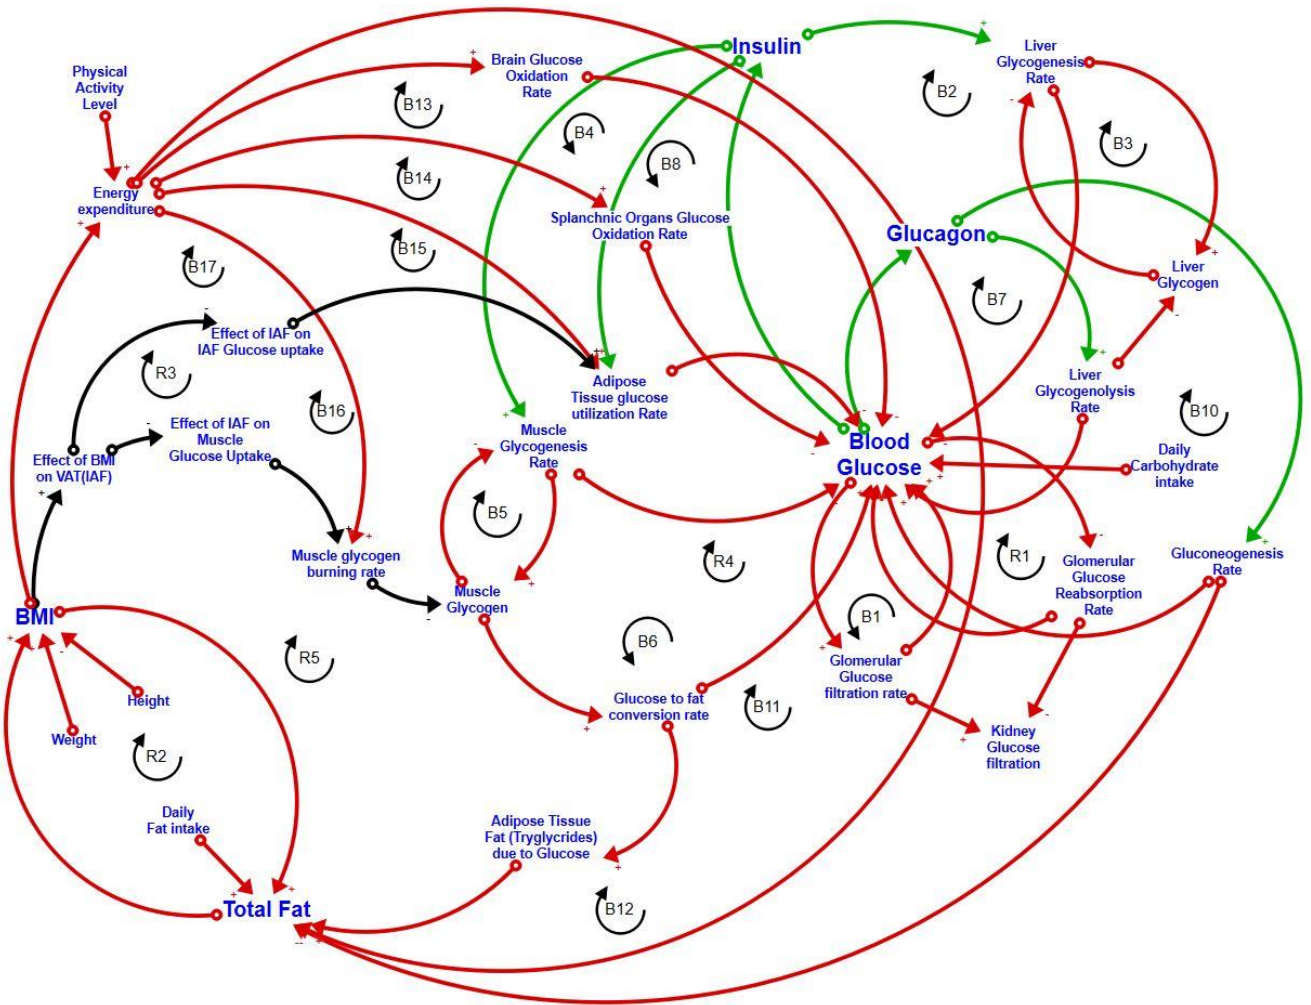 Insulin
Physical
Activity
Level
Brain Glucose
Oxidation
Rate
Liver
Glycogenesis
Rate
B13
B4
B2
B3
B14
B8
Energy
expenditure
Splanchnic Organs Glucose
Oxidation Rate
Glucagon
B15
B17
Liver
Glycogen
B7
Effect of IAF on
IAF Glucose uptake
R3
Adipose
Tissue glucose
utilization Rate
Liver
Glycogenolysis
Rate
B16
B10
Effect of IAF on
Muscle
Glucose Uptake
Muscle
Glycogenesis
Rate
Blood
Glucose
Effect of BMI
on VAT(IAF)
Daily
Carbohydrate
intake
B5
Muscle glycogen
burning rate
R4
R1
Glomerular
Glucose
Reabsorption
Rate
Gluconeogenesis
Rate
Muscle
Glycogen
BMI
B1
B6
R5
Glomerular
Glucose
filtration rate
Height
Glucose to fat
conversion rate
B11
Weight
Kidney
Glucose
filtration
R2
Daily
Fat intake
Adipose Tissue
Fat (Tryglycrides)
due to Glucose
Total Fat
B12